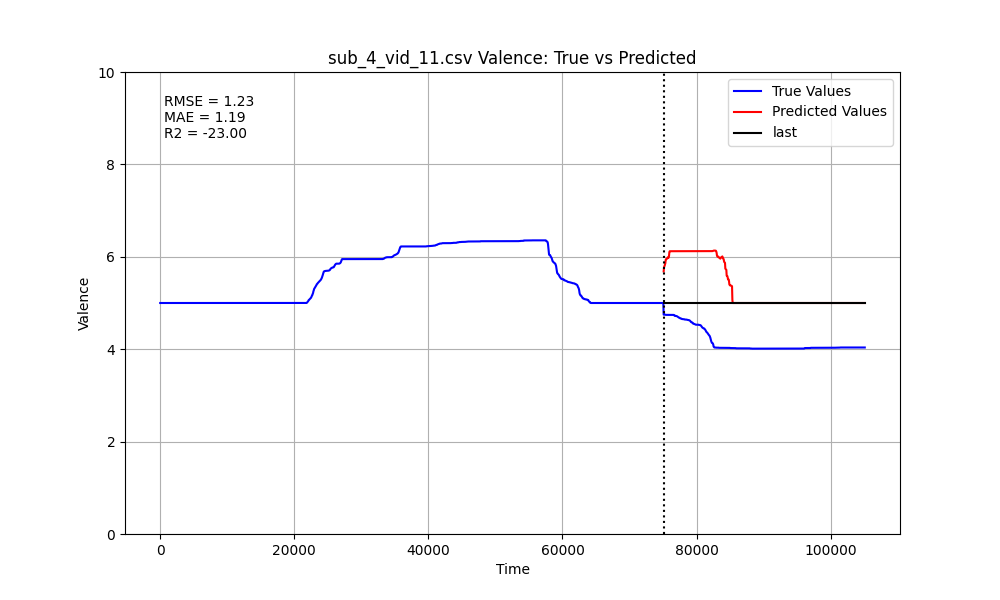 sub_4_vid_11.csv Valence: True vs Predicted
RMSE = 1.23
MAE = 1.19
R2 = -23.00
True Values
Predicted Values
last
10
8
6
4
2
0
Valence
0 20000 40000 60000 80000 100000
Time